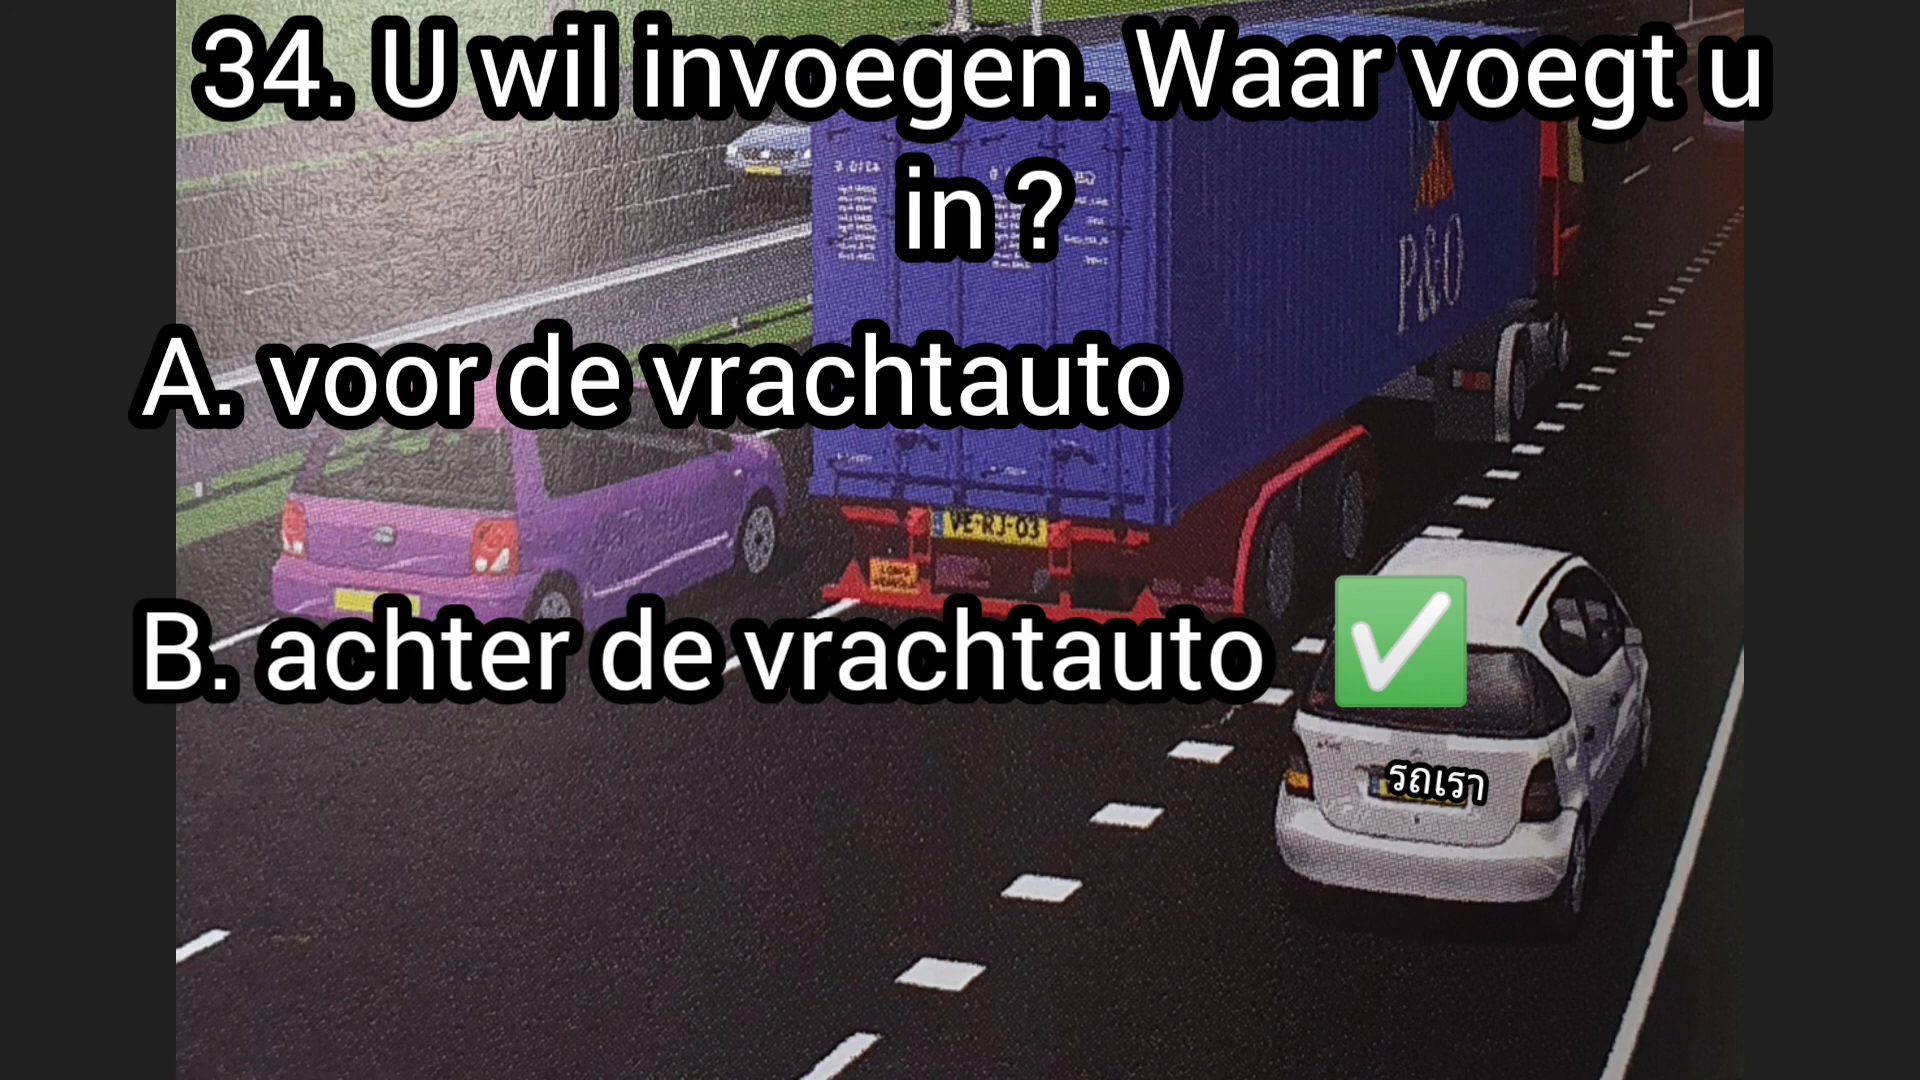 34. U wil invoegen. Waar voegt u
in ?
A. voor de vrachtauto
P&O
VE-RJ-03
B. achter de vrachtauto ✅
รถเรา